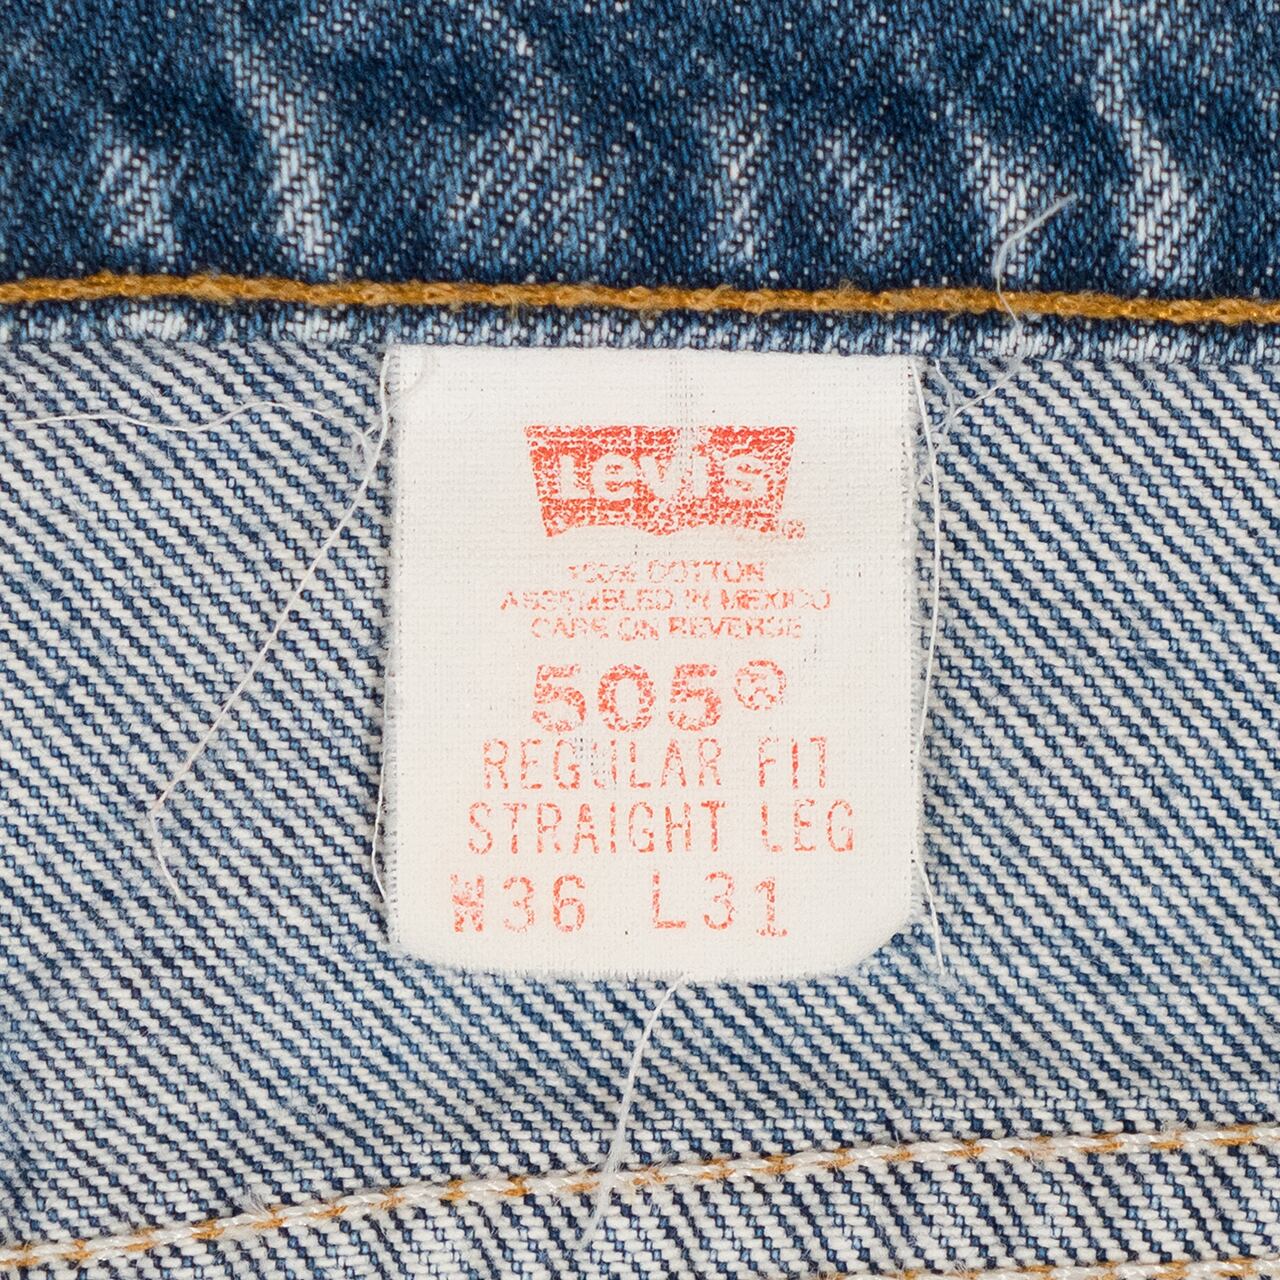 Levi's®
100% COTTON
ASSEMBLED IN MEXICO
CARE ON REVERSE
505®
REGULAR FIT
STRAIGHT LEG
W36 L31